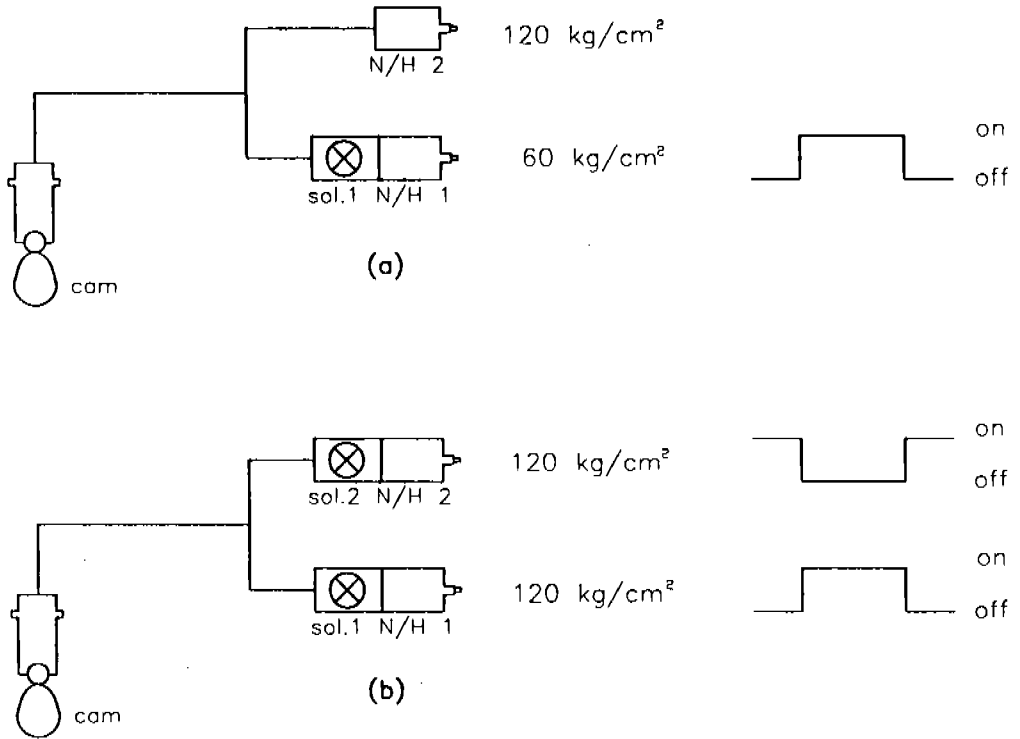 120 kg/cm²
N/H 2
on
60 kg/cm²
off
sol.1 N/H 1
(a)
cam
on
120 kg/cm²
off
sol.2 N/H 2
on
120 kg/cm²
off
sol.1 N/H 1
(b)
cam